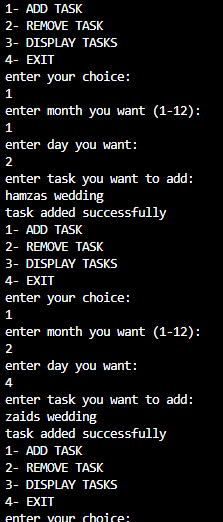 1- ADD TASK
2- REMOVE TASK
3- DISPLAY TASKS
4- EXIT
enter your choice:
1
enter month you want (1-12):
1
enter day you want:
2
enter task you want to add:
hamzas wedding
task added successfully
1- ADD TASK
2- REMOVE TASK
3- DISPLAY TASKS
4- EXIT
enter your choice:
1
enter month you want (1-12):
2
enter day you want:
4
enter task you want to add:
zaids wedding
task added successfully
1- ADD TASK
2- REMOVE TASK
3- DISPLAY TASKS
4- EXIT
enter your choice: